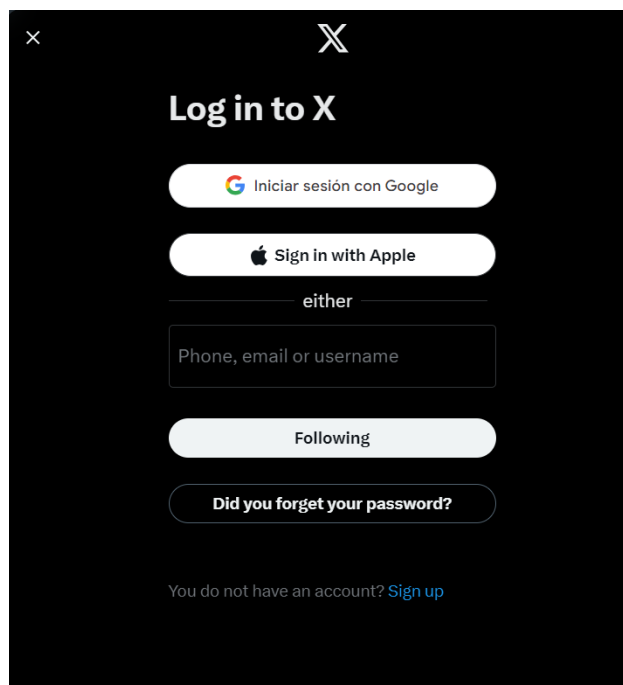 Log in to X
Iniciar sesión con Google
Sign in with Apple
either
Phone, email or username
Following
Did you forget your password?
You do not have an account? Sign up